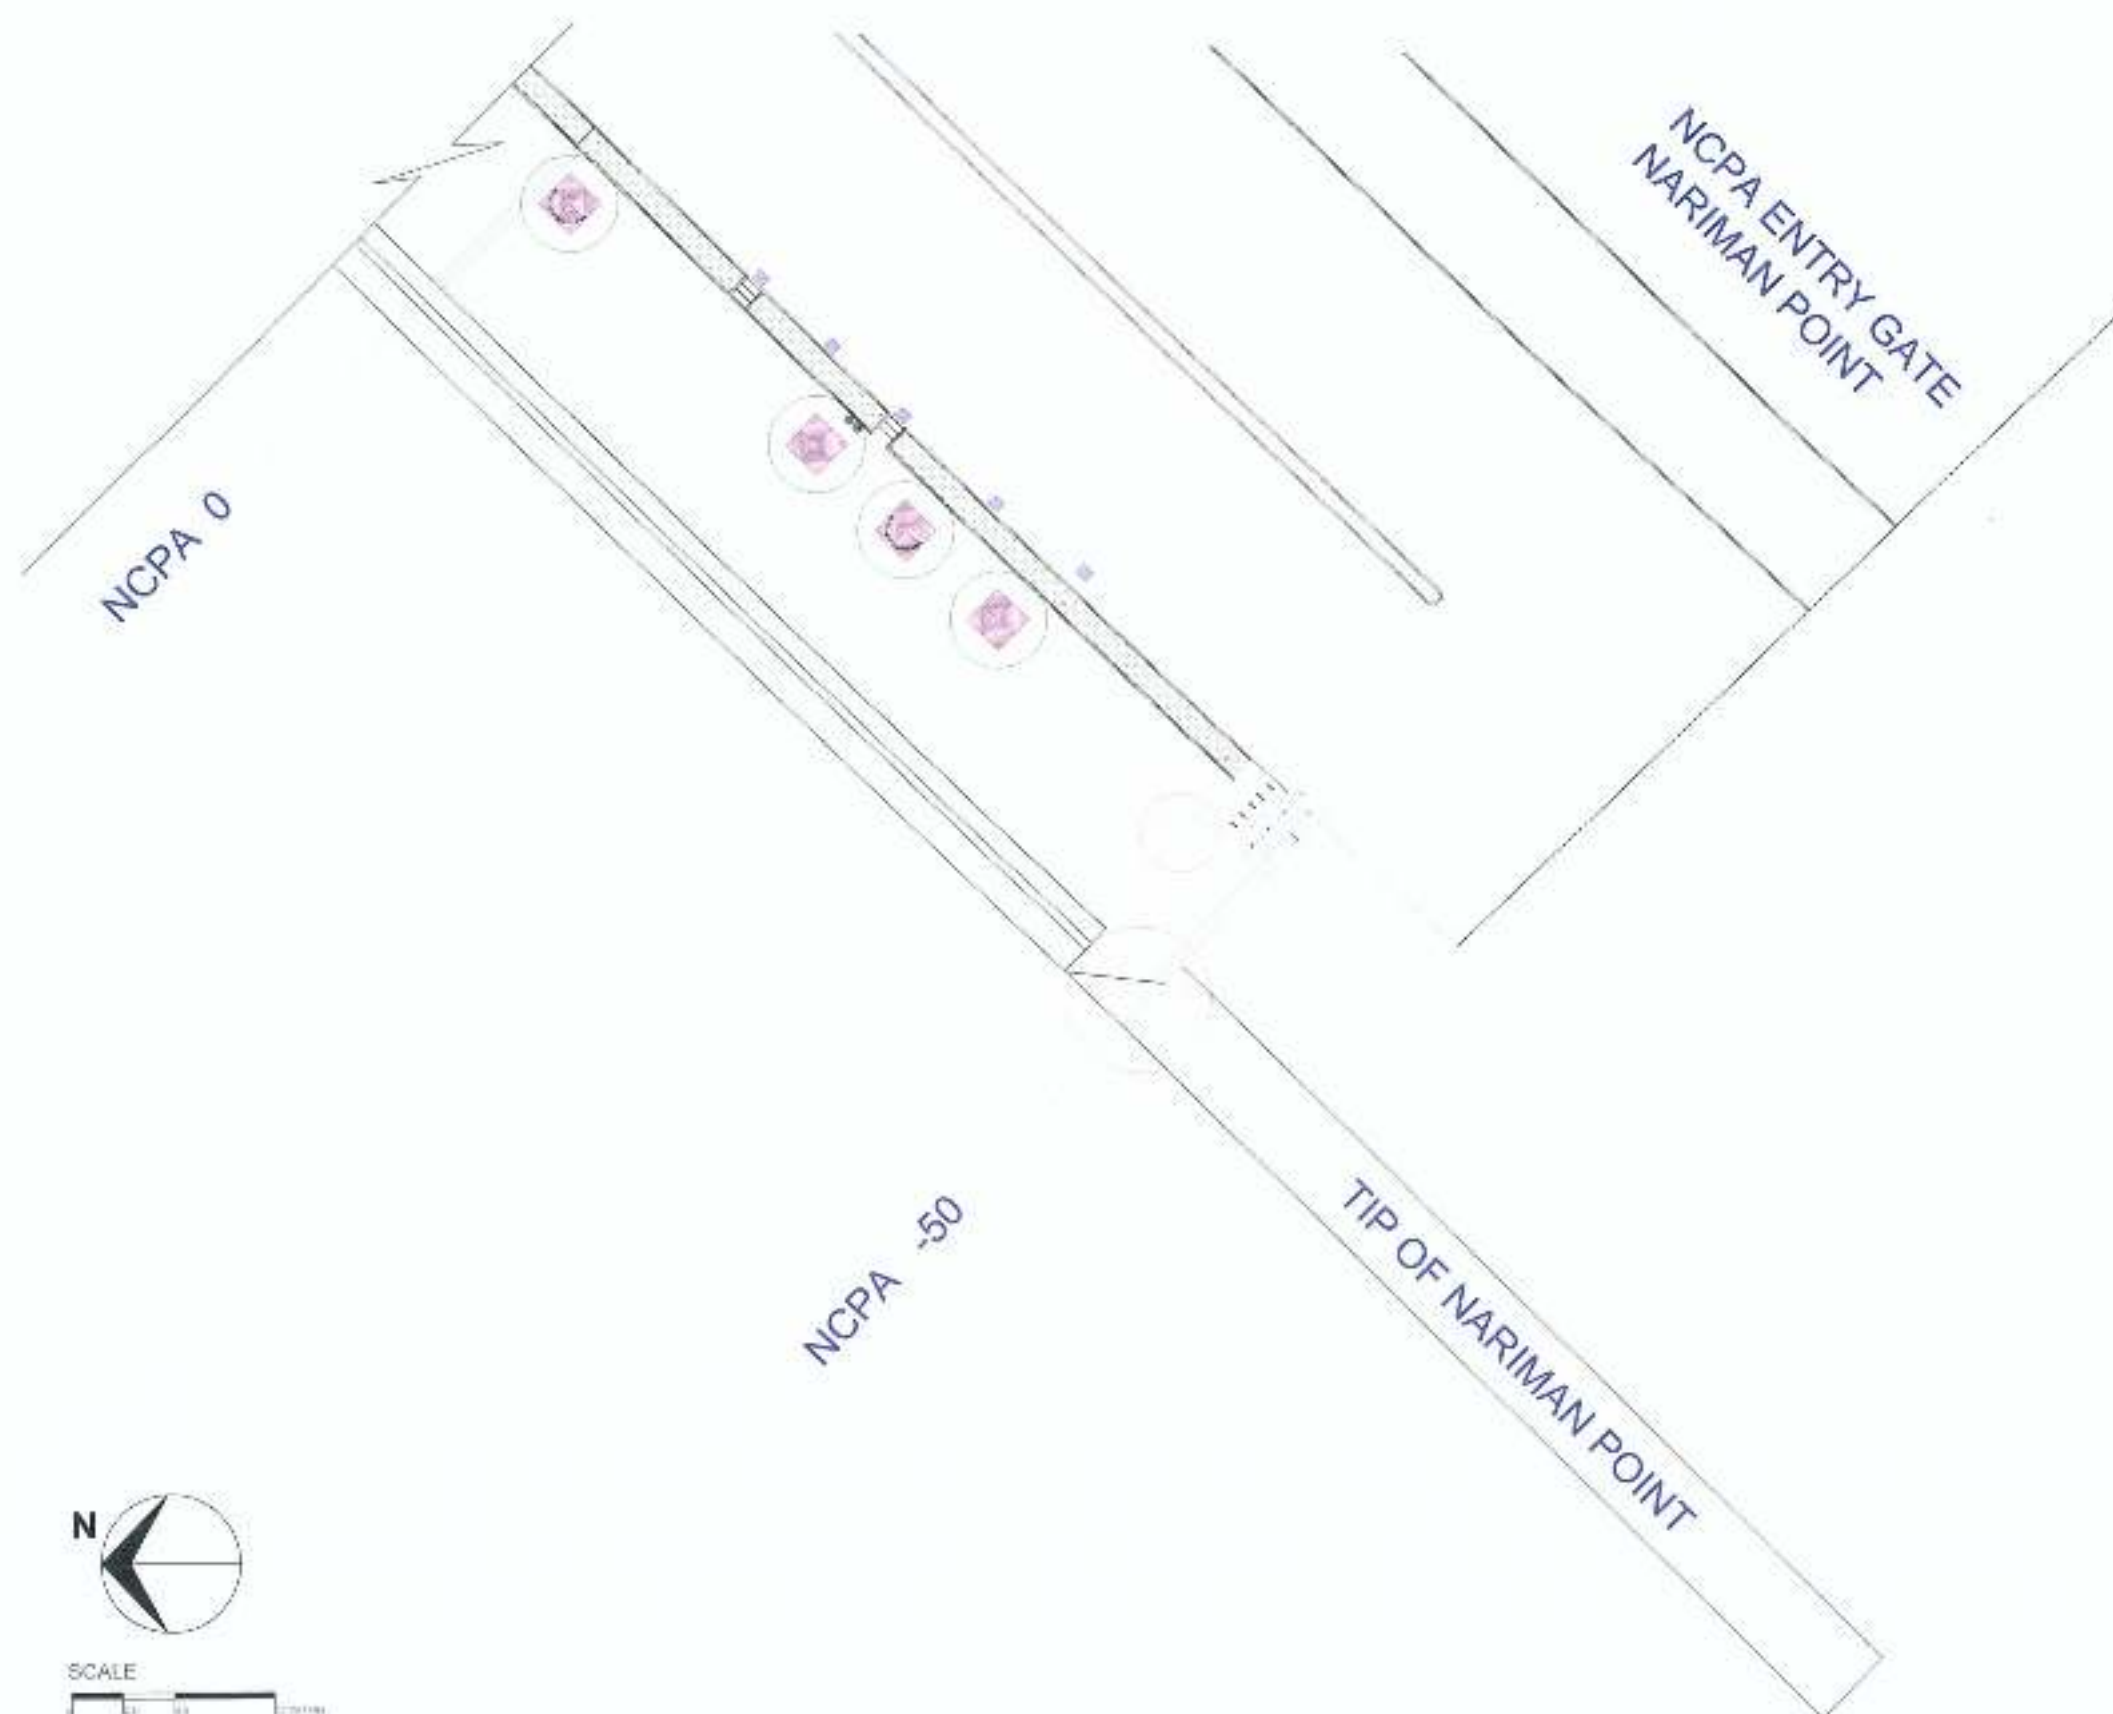 NCPA ENTRY GATE
NARIMAN POINT
NCPA 0
NCPA -50
TIP OF NARIMAN POINT
N
SCALE